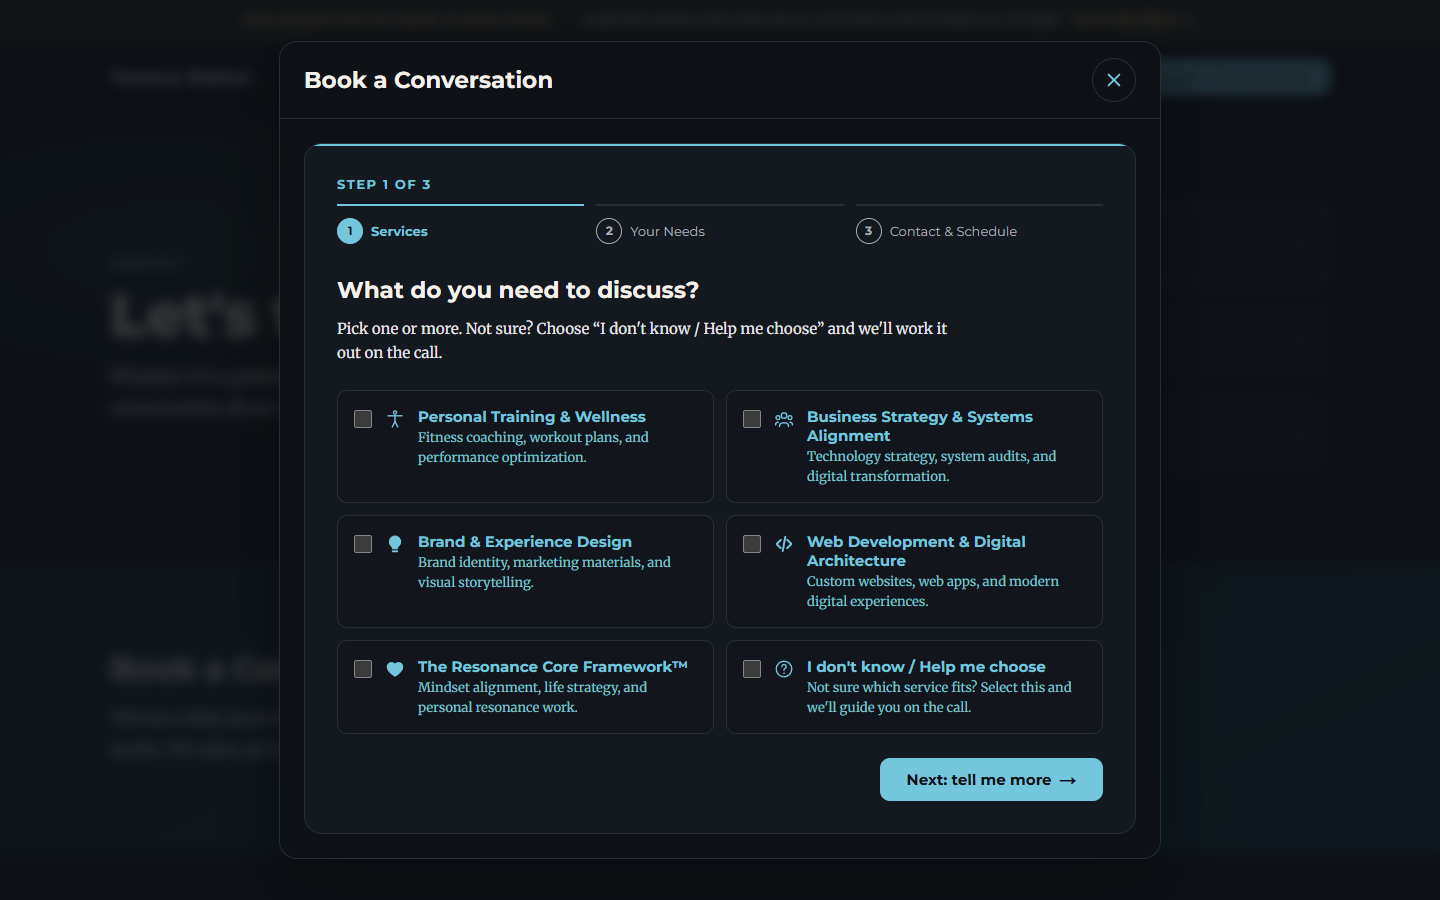 Book a Conversation
STEP 1 OF 3
1 Services
2 Your Needs
3 Contact & Schedule
What do you need to discuss?
Pick one or more. Not sure? Choose “I don't know / Help me choose” and we'll work it
out on the call.
Personal Training & Wellness
Fitness coaching, workout plans, and
performance optimization.
Business Strategy & Systems
Alignment
Technology strategy, system audits, and
digital transformation.
Brand & Experience Design
Brand identity, marketing materials, and
visual storytelling.
Web Development & Digital
Architecture
Custom websites, web apps, and modern
digital experiences.
The Resonance Core Framework™
Mindset alignment, life strategy, and
personal resonance work.
I don't know / Help me choose
Not sure which service fits? Select this and
we'll guide you on the call.
Next: tell me more →
Let's
Book a